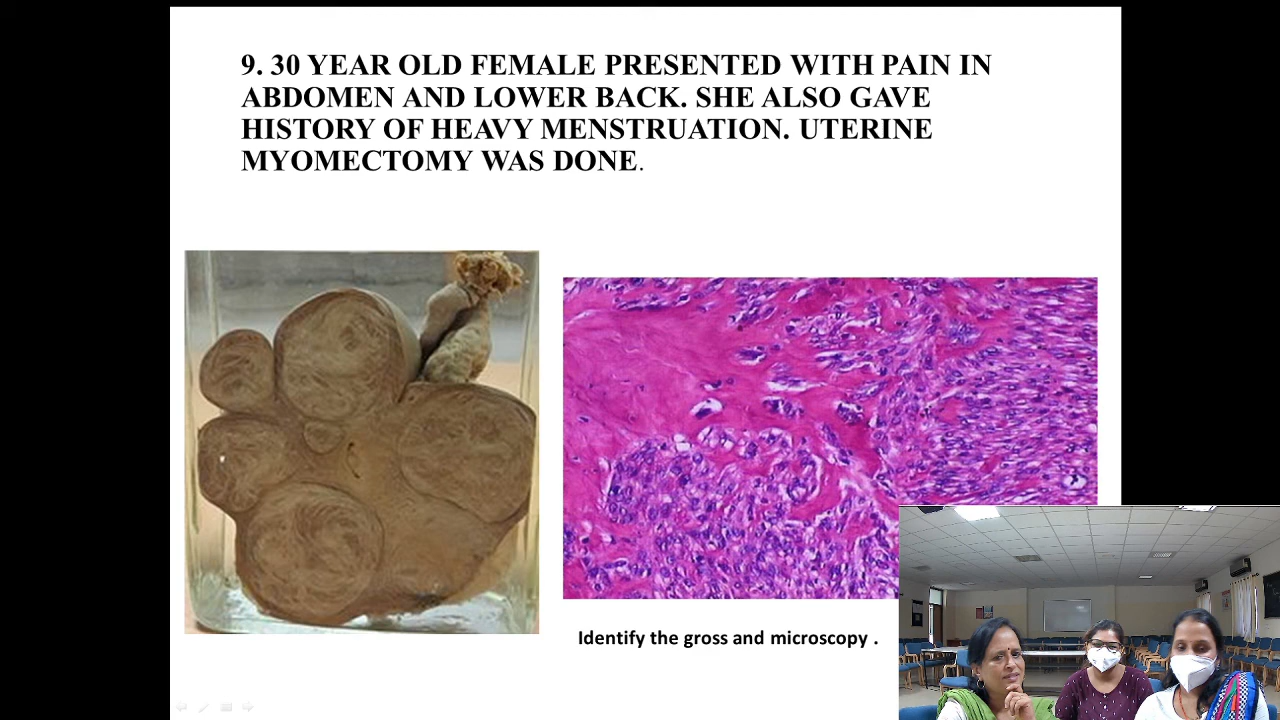 9. 30 YEAR OLD FEMALE PRESENTED WITH PAIN IN
ABDOMEN AND LOWER BACK. SHE ALSO GAVE
HISTORY OF HEAVY MENSTRUATION. UTERINE
MYOMECTOMY WAS DONE.
Identify the gross and microscopy .